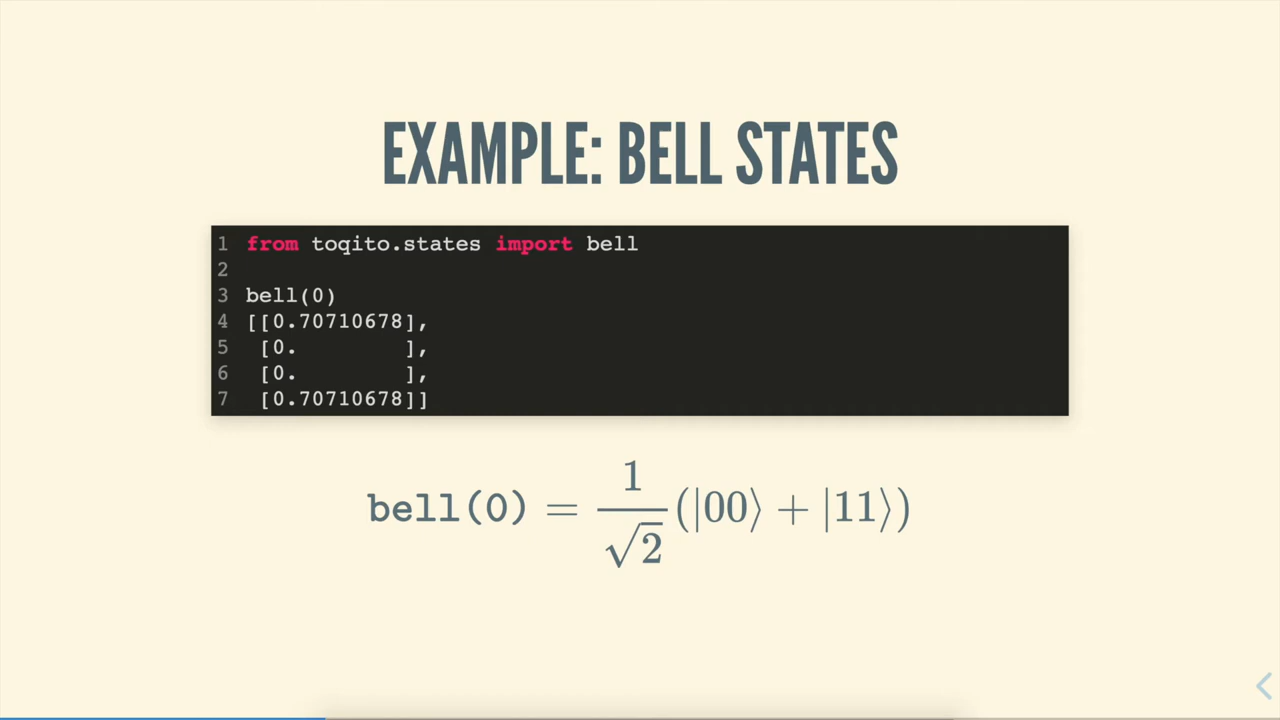 EXAMPLE: BELL STATES
1 from toqito.states import bell
2
3 bell(0)
4 [[0.70710678],
5  [0.        ],
6  [0.        ],
7  [0.70710678]]
bell(0) = 1/√2 (|00⟩ + |11⟩)